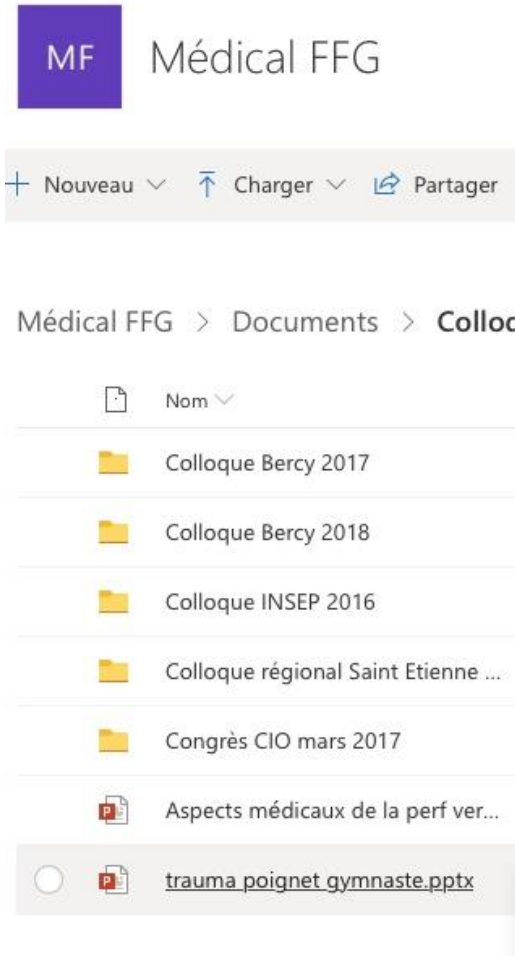 MF Médical FFG
Nouveau Charger Partager
Médical FFG > Documents > Colloq
Nom
Colloque Bercy 2017
Colloque Bercy 2018
Colloque INSEP 2016
Colloque régional Saint Etienne ...
Congrès CIO mars 2017
Aspects médicaux de la perf ver...
trauma poignet gymnaste.pptx